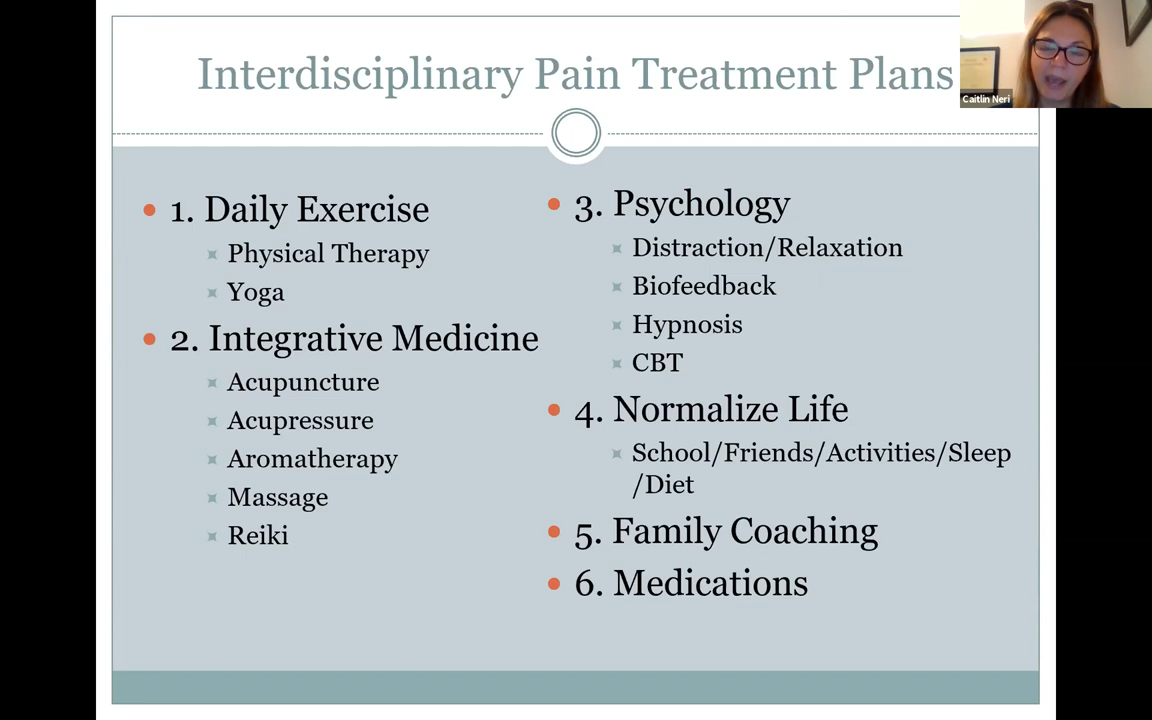 Interdisciplinary Pain Treatment Plans
Caitlin Neri
1. Daily Exercise
Physical Therapy
Yoga
2. Integrative Medicine
Acupuncture
Acupressure
Aromatherapy
Massage
Reiki
3. Psychology
Distraction/Relaxation
Biofeedback
Hypnosis
CBT
4. Normalize Life
School/Friends/Activities/Sleep
/Diet
5. Family Coaching
6. Medications